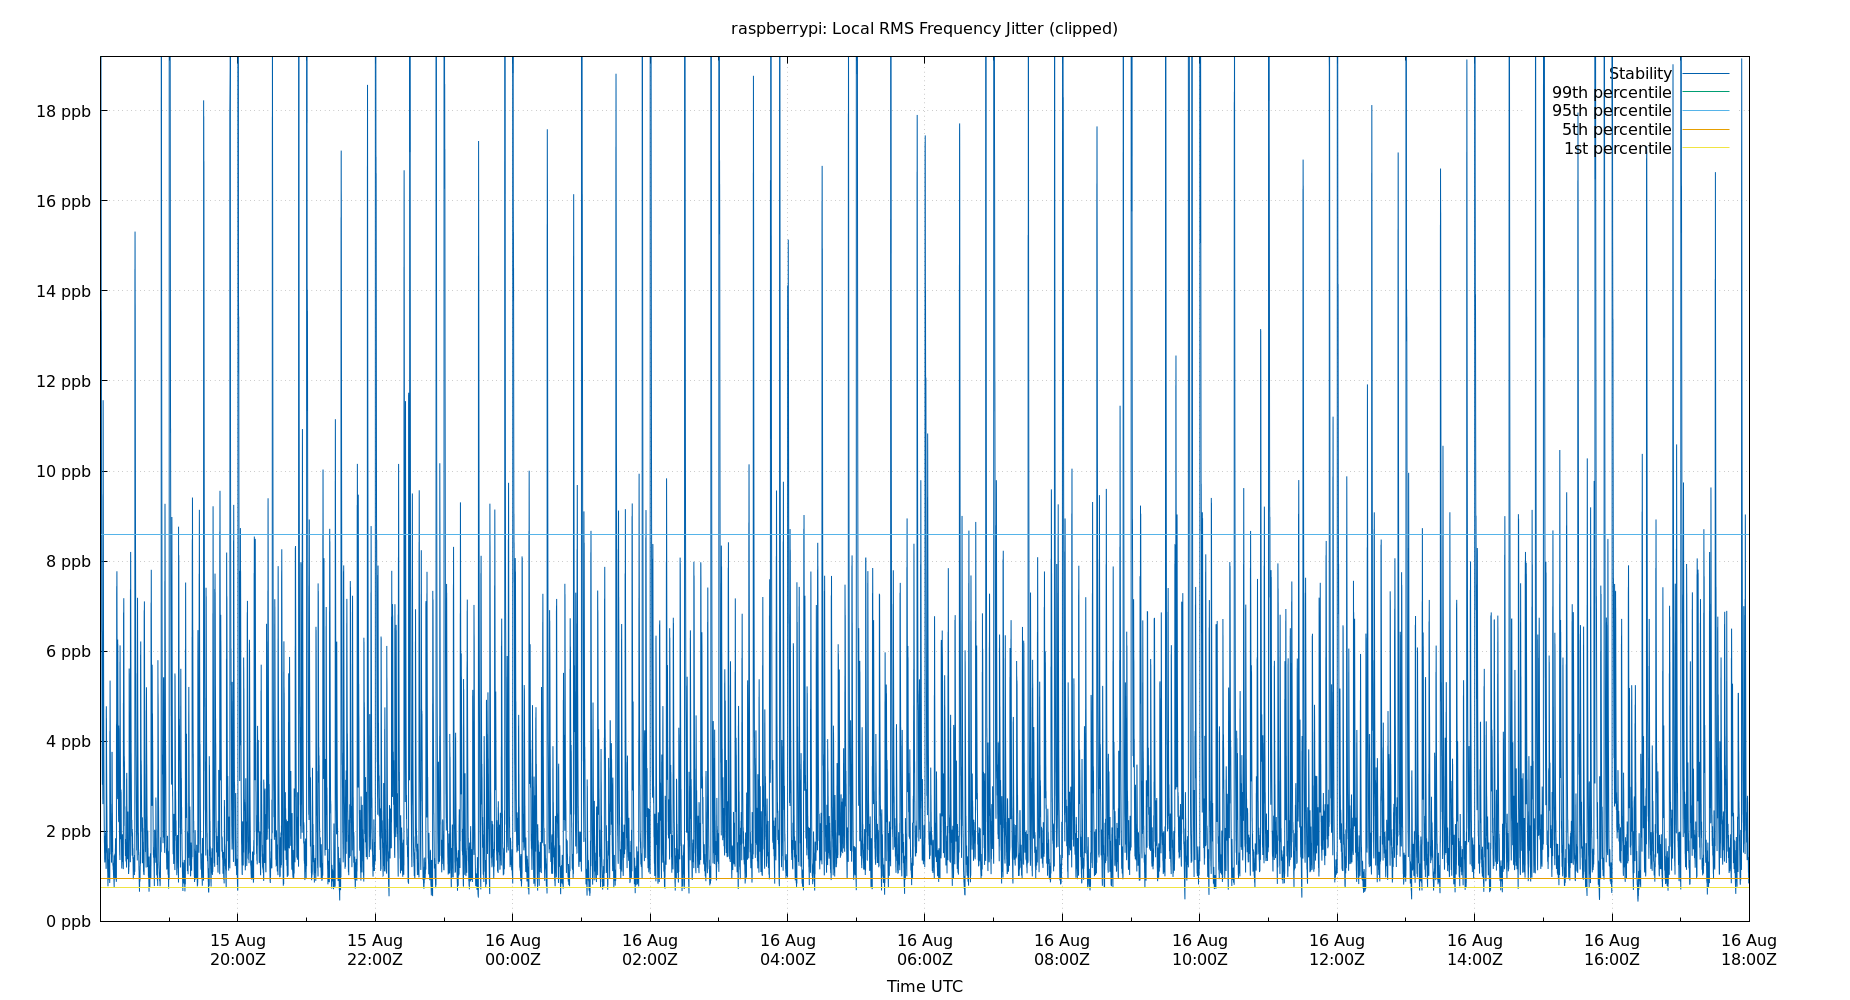 raspberrypi: Local RMS Frequency Jitter (clipped)
Stability
99th percentile
95th percentile
5th percentile
1st percentile
18 ppb
16 ppb
14 ppb
12 ppb
10 ppb
8 ppb
6 ppb
4 ppb
2 ppb
0 ppb
15 Aug 15 Aug 16 Aug 16 Aug 16 Aug 16 Aug 16 Aug 16 Aug 16 Aug 16 Aug 16 Aug 16 Aug
20:00Z 22:00Z 00:00Z 02:00Z 04:00Z 06:00Z 08:00Z 10:00Z 12:00Z 14:00Z 16:00Z 18:00Z
Time UTC